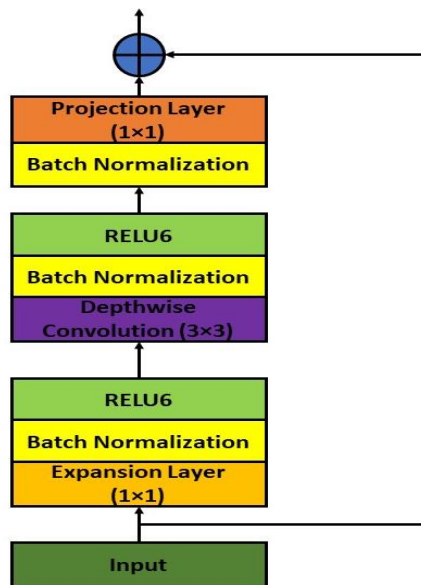 Projection Layer
(1×1)
Batch Normalization
RELU6
Batch Normalization
Depthwise
Convolution (3×3)
RELU6
Batch Normalization
Expansion Layer
(1×1)
Input